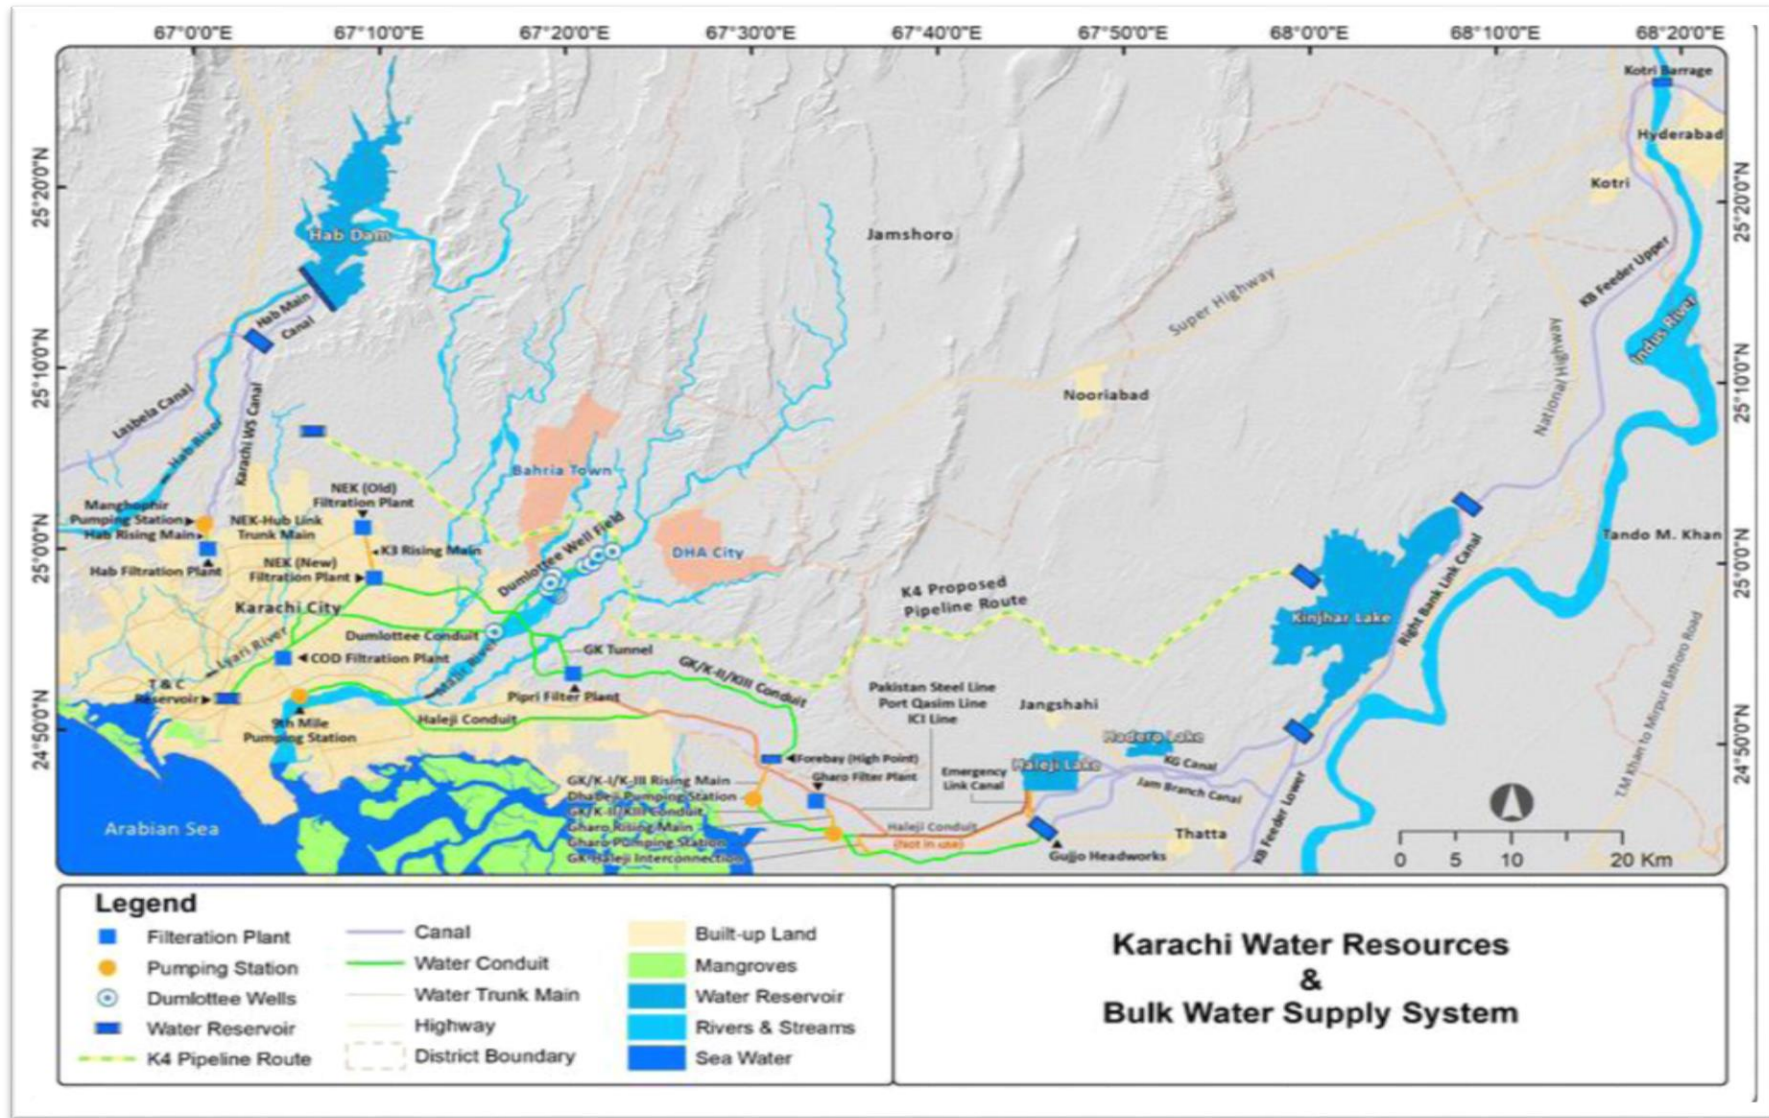 67°0'0"E
67°10'0"E
67°20'0"E
67°30'0"E
67°40'0"E
67°50'0"E
68°0'0"E
68°10'0"E
68°20'0"E
25°20'0"N
25°10'0"N
25°0'0"N
24°50'0"N
25°20'0"N
25°10'0"N
25°0'0"N
24°50'0"N
Kotri Barrage
Hyderabad
Kotri
Hab Dam
Jamshoro
KB Feeder Upper
Super Highway
Indus River
Hab Main
Canal
National Highway
Lasbela Canal
Nooriabad
Hab River
Karachi WS Canal
Bahria Town
NEK (Old)
Filtration Plant
Manghophir
Pumping Station
NEK-Hub Link
Trunk Main
Hab Rising Main
K3 Rising Main
Dumlottee Well Field
DHA City
Tando M. Khan
Hab Filtration Plant
NEK (New)
Filtration Plant
K4 Proposed
Pipeline Route
Right Bank Link Canal
Karachi City
Kinjhar Lake
Dumlottee Conduit
Lyari River
GK Tunnel
COD Filtration Plant
Malir River
GK/K-II/KIII Conduit
T & C
Reservoir
Pipri Filter Plant
Pakistan Steel Line
Port Qasim Line
ICI Line
Jangshahi
T.M Khan to Mirpur Bathoro Road
Haleji Conduit
9th Mile
Pumping Station
Hadero Lake
Forebay (High Point)
Haleji Lake
KG Canal
GK/K-I/K-III Rising Main
Gharo Filter Plant
Emergency
Link Canal
Dhabeji Pumping Station
Jam Branch Canal
GK/K-II/KIII Conduit
Gharo Rising Main
Haleji Conduit
(Not in use)
Arabian Sea
Gharo Pumping Station
Thatta
KB Feeder Lower
GK-Haleji Interconnection
Gujjo Headworks
0 5 10 20 Km
Legend
Filteration Plant
Pumping Station
Dumlottee Wells
Water Reservoir
K4 Pipeline Route
Canal
Water Conduit
Water Trunk Main
Highway
District Boundary
Built-up Land
Mangroves
Water Reservoir
Rivers & Streams
Sea Water
Karachi Water Resources
&
Bulk Water Supply System